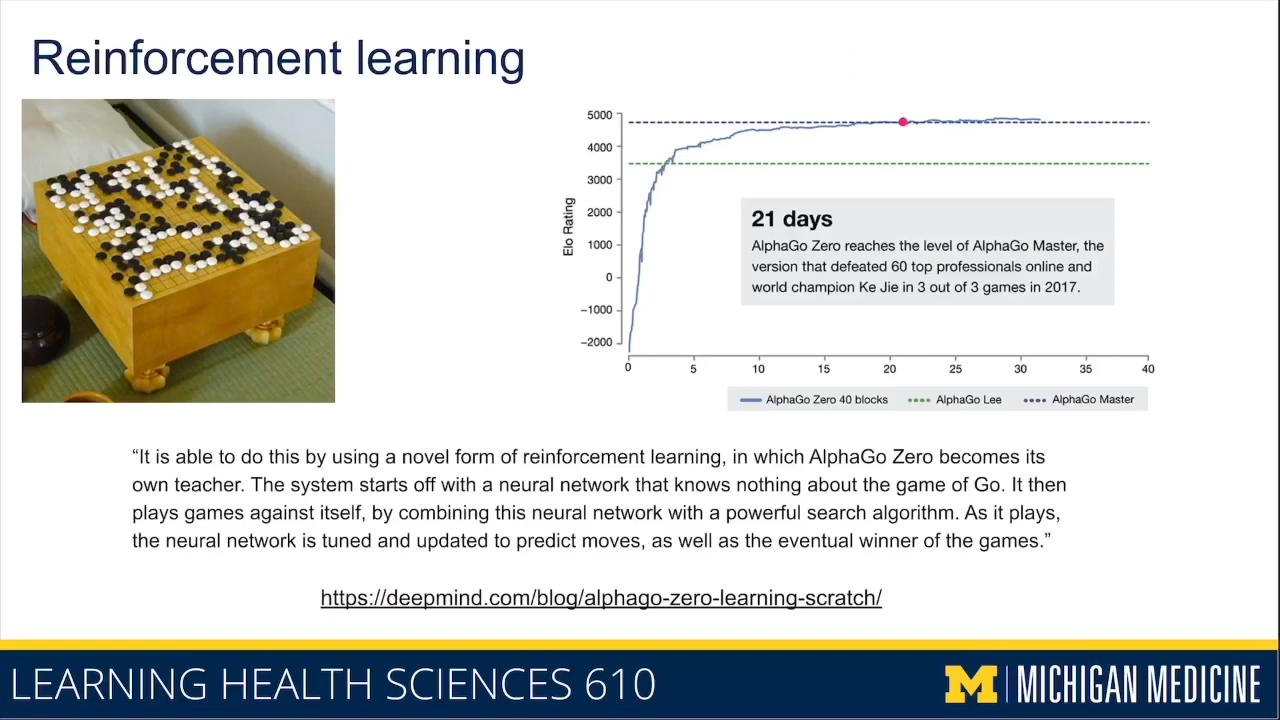 Reinforcement learning
5000
4000
3000
2000
1000
0
−1000
−2000
Elo Rating
21 days
AlphaGo Zero reaches the level of AlphaGo Master, the
version that defeated 60 top professionals online and
world champion Ke Jie in 3 out of 3 games in 2017.
0 5 10 15 20 25 30 35 40
AlphaGo Zero 40 blocks AlphaGo Lee AlphaGo Master
“It is able to do this by using a novel form of reinforcement learning, in which AlphaGo Zero becomes its
own teacher. The system starts off with a neural network that knows nothing about the game of Go. It then
plays games against itself, by combining this neural network with a powerful search algorithm. As it plays,
the neural network is tuned and updated to predict moves, as well as the eventual winner of the games.”
https://deepmind.com/blog/alphago-zero-learning-scratch/
LEARNING HEALTH SCIENCES 610
M MICHIGAN MEDICINE